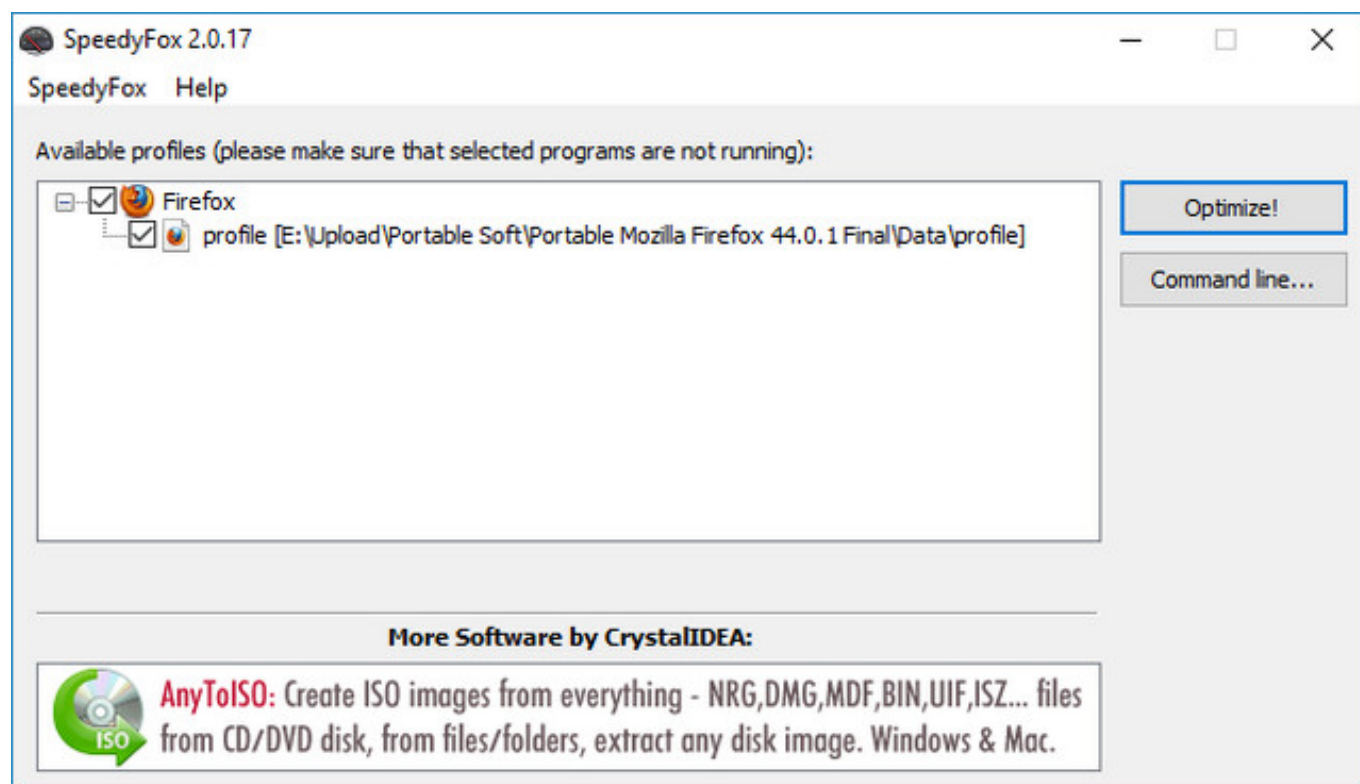 SpeedyFox 2.0.17
SpeedyFox Help
Available profiles (please make sure that selected programs are not running):
Firefox
profile [E:\Upload\Portable Soft\Portable Mozilla Firefox 44.0.1 Final\Data\profile]
Optimize!
Command line...
More Software by CrystalIDEA:
AnyToISO: Create ISO images from everything - NRG,DMG,MDF,BIN,UIF,ISZ... files
from CD/DVD disk, from files/folders, extract any disk image. Windows & Mac.
ISO